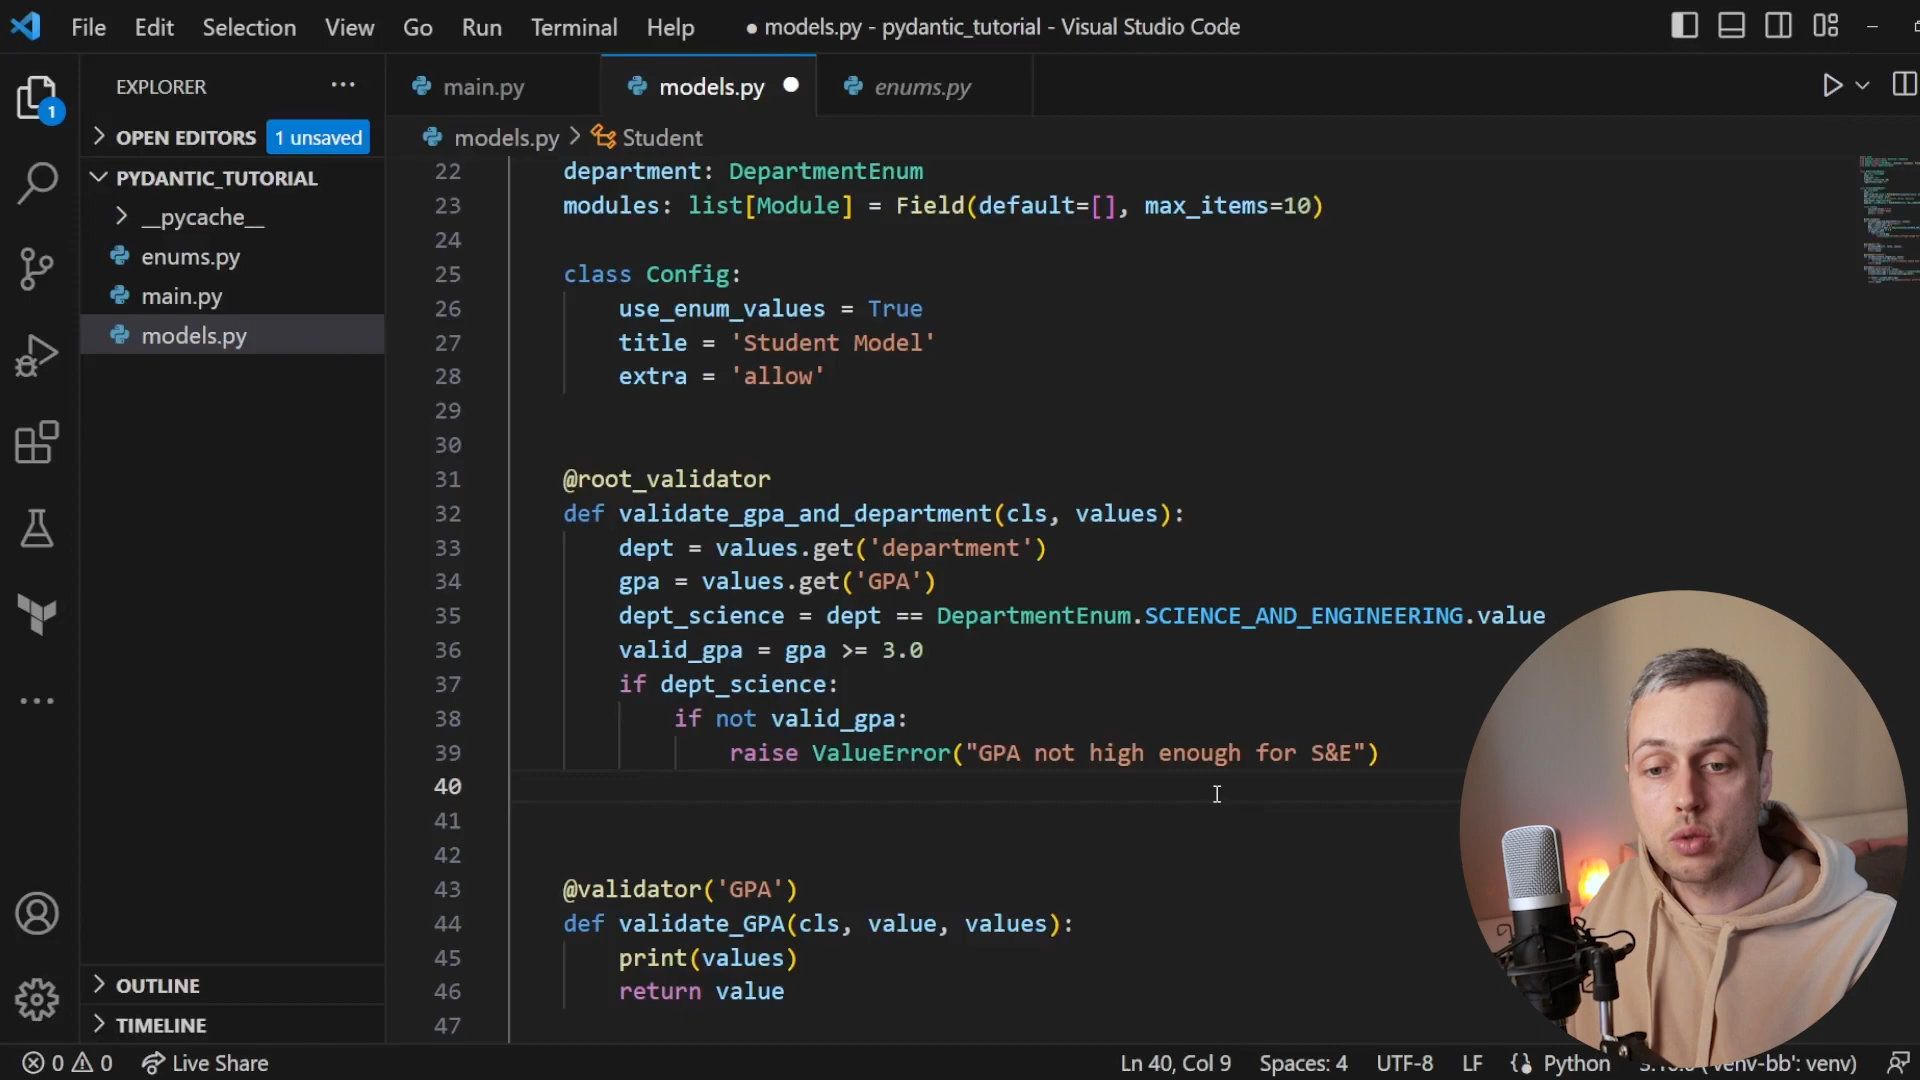 File Edit Selection View Go Run Terminal Help ● models.py - pydantic_tutorial - Visual Studio Code
EXPLORER ···
main.py models.py enums.py
OPEN EDITORS 1 unsaved
models.py > Student
PYDANTIC_TUTORIAL
__pycache__
enums.py
main.py
models.py
1
22 department: DepartmentEnum
23 modules: list[Module] = Field(default=[], max_items=10)
24
25 class Config:
26 use_enum_values = True
27 title = 'Student Model'
28 extra = 'allow'
29
30
31 @root_validator
32 def validate_gpa_and_department(cls, values):
33 dept = values.get('department')
34 gpa = values.get('GPA')
35 dept_science = dept == DepartmentEnum.SCIENCE_AND_ENGINEERING.value
36 valid_gpa = gpa >= 3.0
37 if dept_science:
38 if not valid_gpa:
39 raise ValueError("GPA not high enough for S&E")
40
41
42
43 @validator('GPA')
44 def validate_GPA(cls, value, values):
45 print(values)
46 return value
47
OUTLINE
TIMELINE
0 0 Live Share Ln 40, Col 9 Spaces: 4 UTF-8 LF {} Python venv)